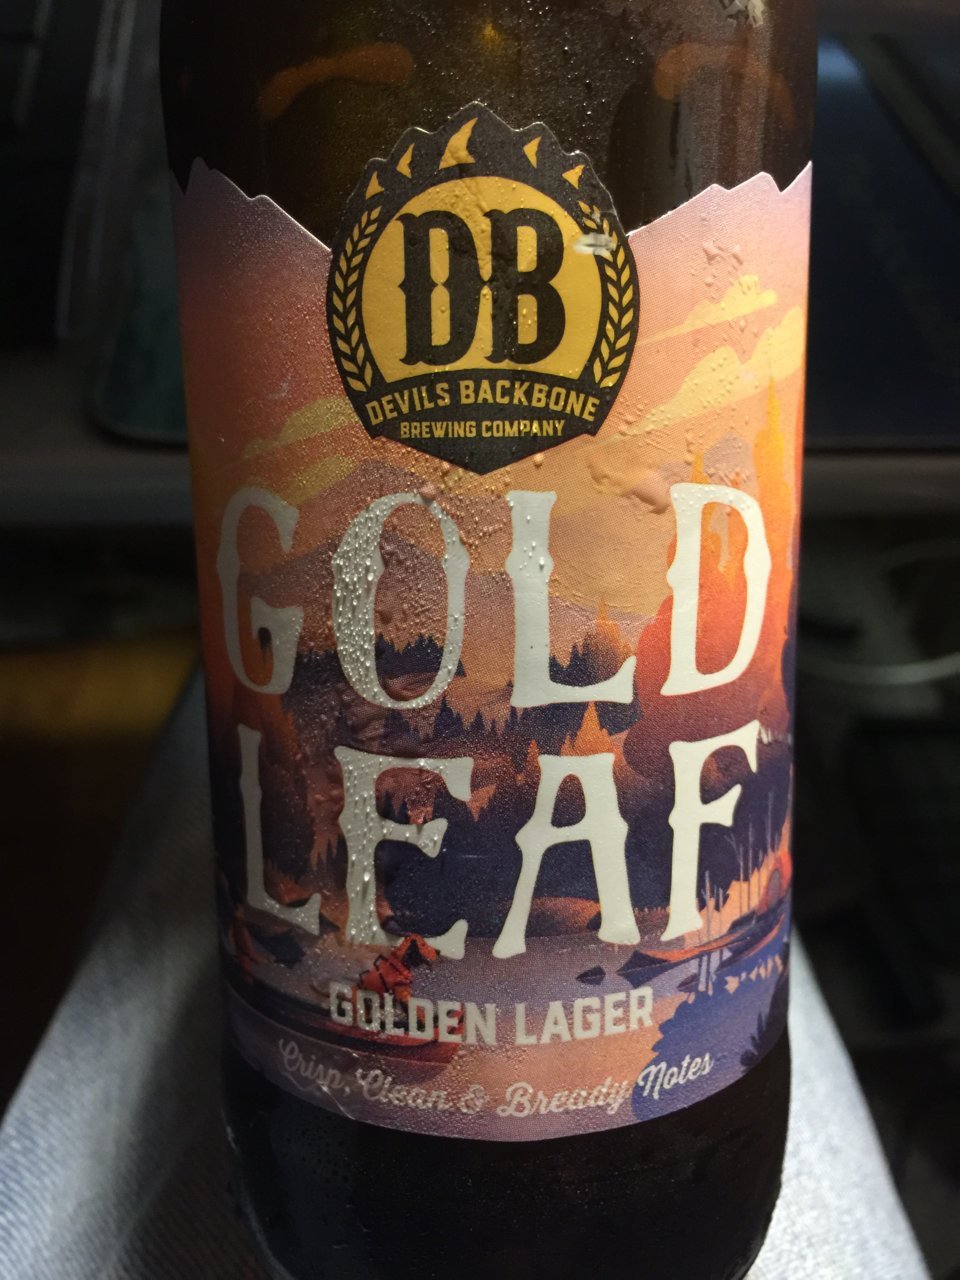 DB
DEVILS BACKBONE
BREWING COMPANY
GOLD
LEAF
GOLDEN LAGER
Crisp, Clean & Bready Notes